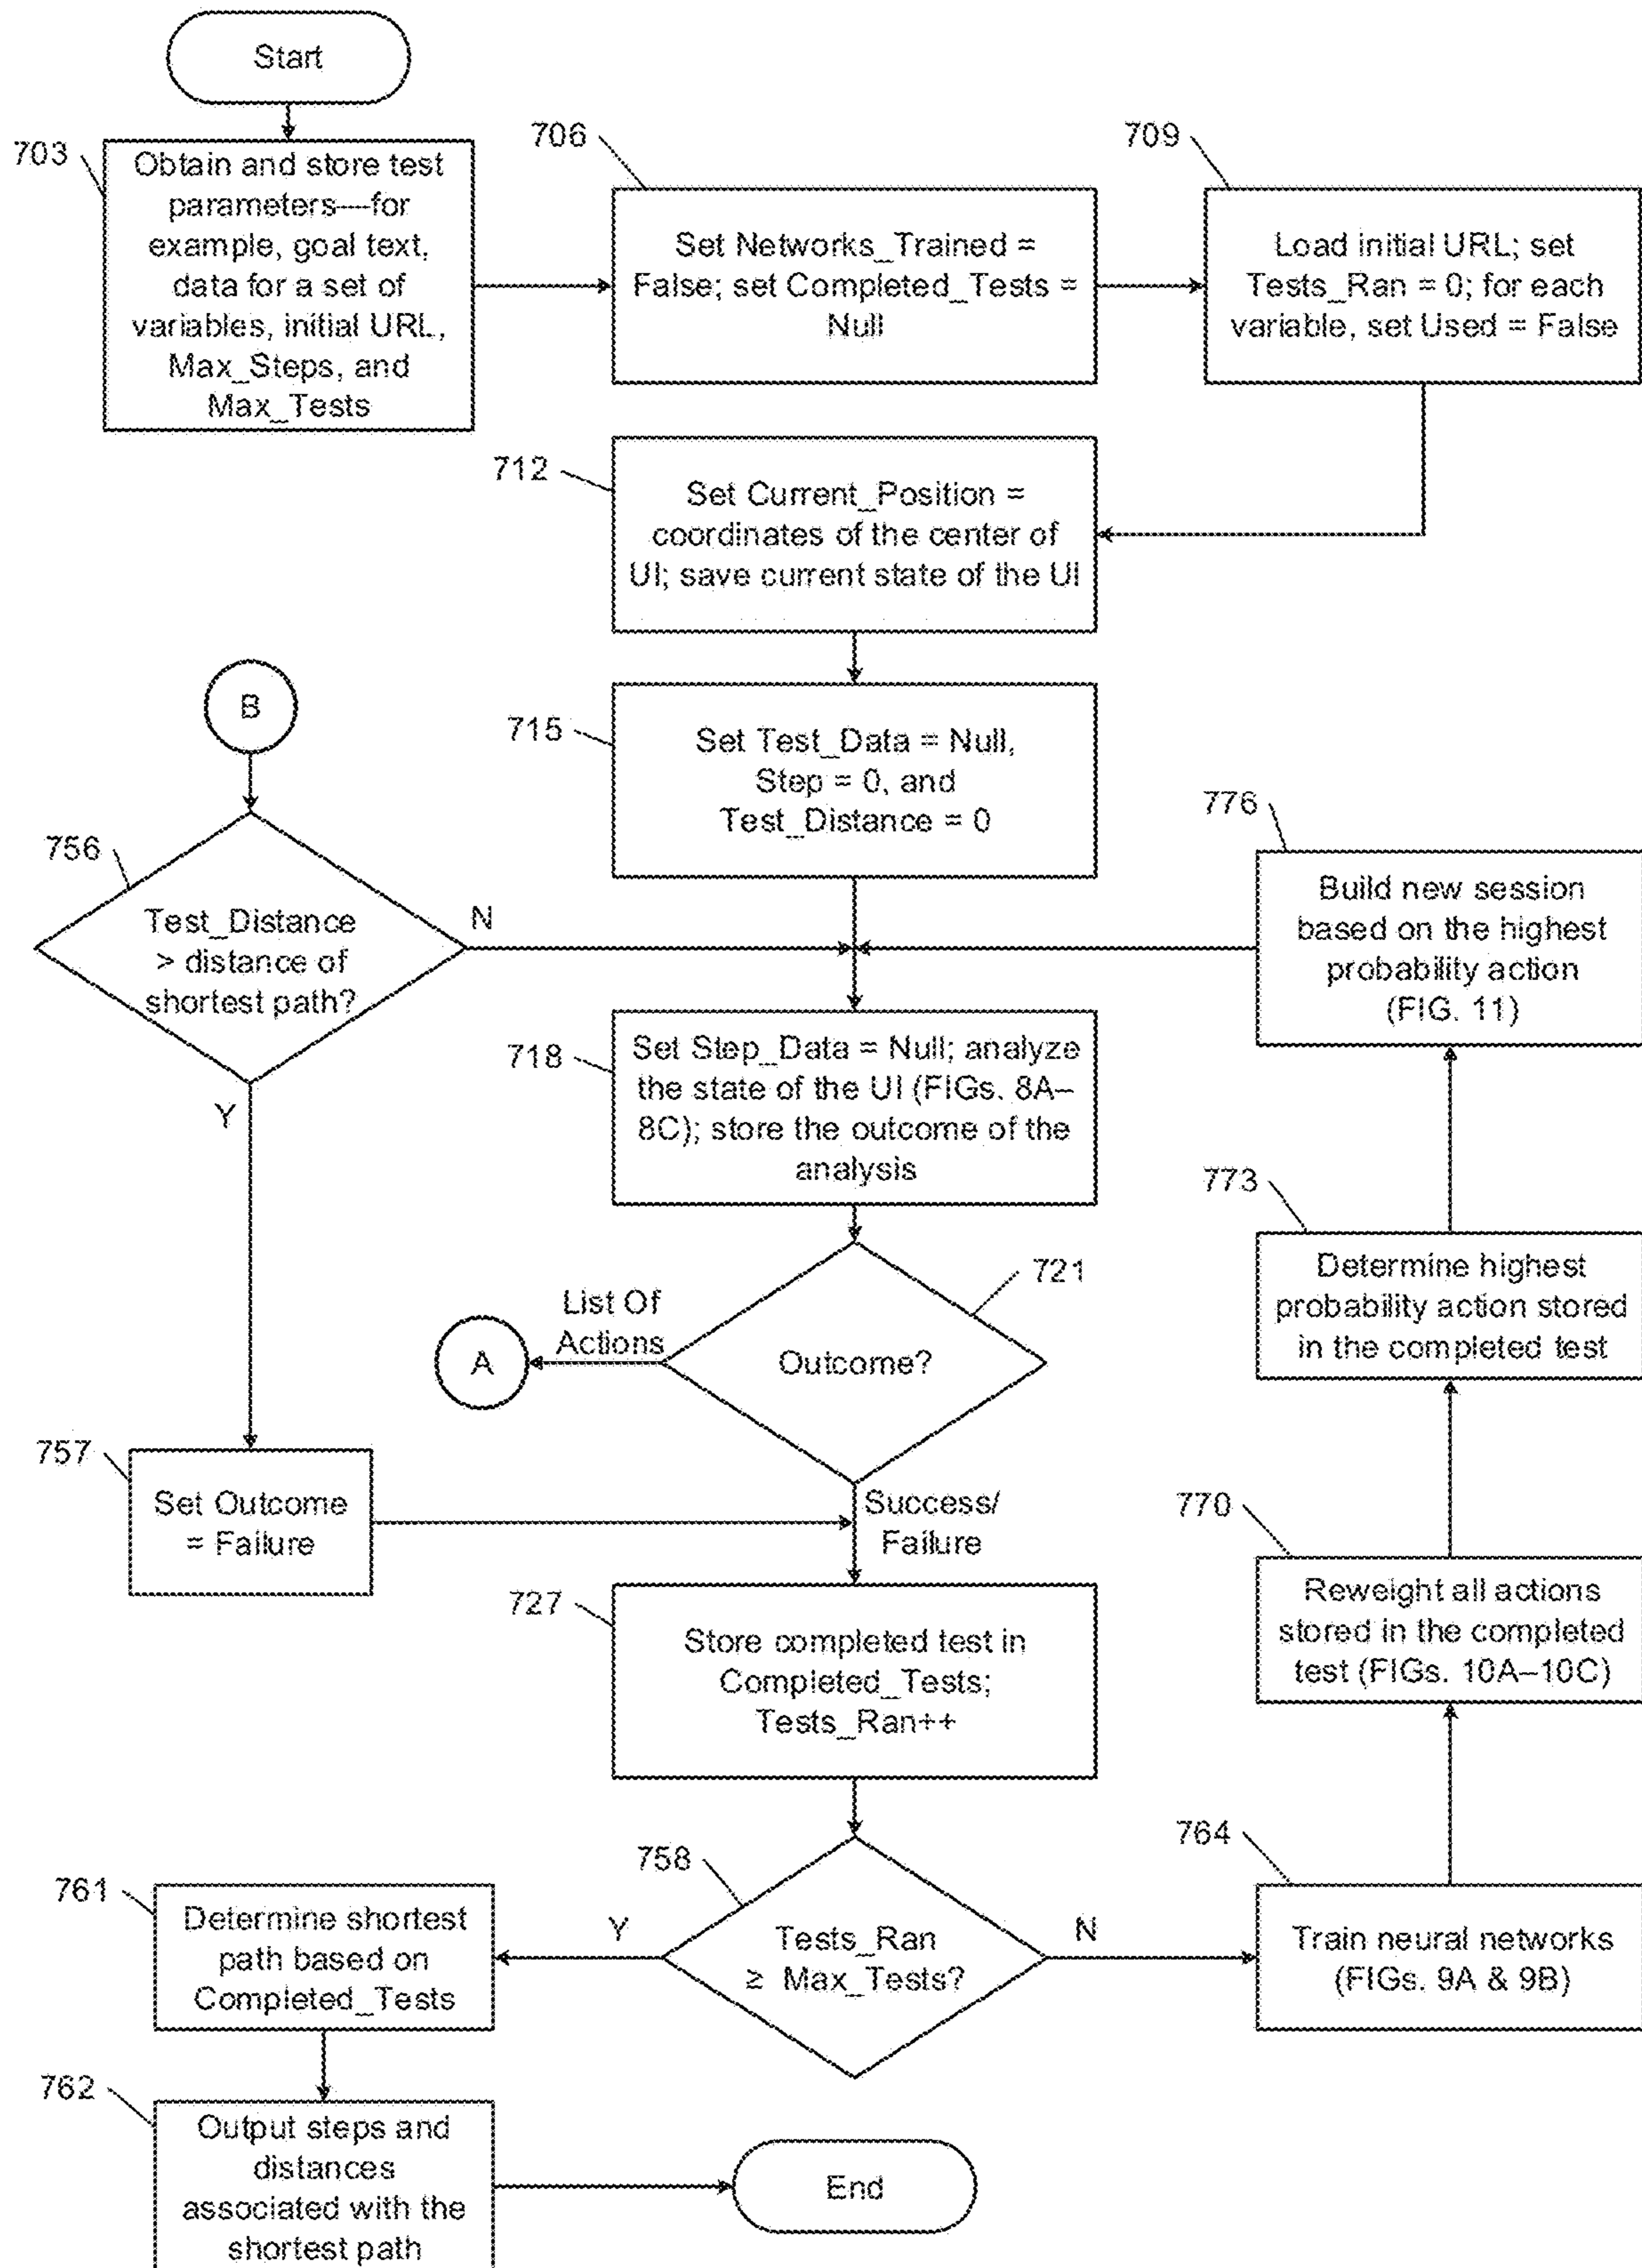 Start
703
Obtain and store test
parameters—for
example, goal text,
data for a set of
variables, initial URL,
Max_Steps, and
Max_Tests
706
Set Networks_Trained =
False; set Completed_Tests =
Null
709
Load initial URL; set
Tests_Ran = 0; for each
variable, set Used = False
712
Set Current_Position =
coordinates of the center of
UI; save current state of the UI
B
715
Set Test_Data = Null,
Step = 0, and
Test_Distance = 0
756
Test_Distance
> distance of
shortest path?
N
Y
776
Build new session
based on the highest
probability action
(FIG. 11)
718
Set Step_Data = Null; analyze
the state of the UI (FIGs. 8A–
8C); store the outcome of the
analysis
773
Determine highest
probability action stored
in the completed test
721
Outcome?
List Of
Actions
A
Success/
Failure
757
Set Outcome
= Failure
770
Reweight all actions
stored in the completed
test (FIGs. 10A–10C)
727
Store completed test in
Completed_Tests;
Tests_Ran++
758
Tests_Ran
≥ Max_Tests?
Y
N
764
Train neural networks
(FIGs. 9A & 9B)
761
Determine shortest
path based on
Completed_Tests
762
Output steps and
distances
associated with the
shortest path
End